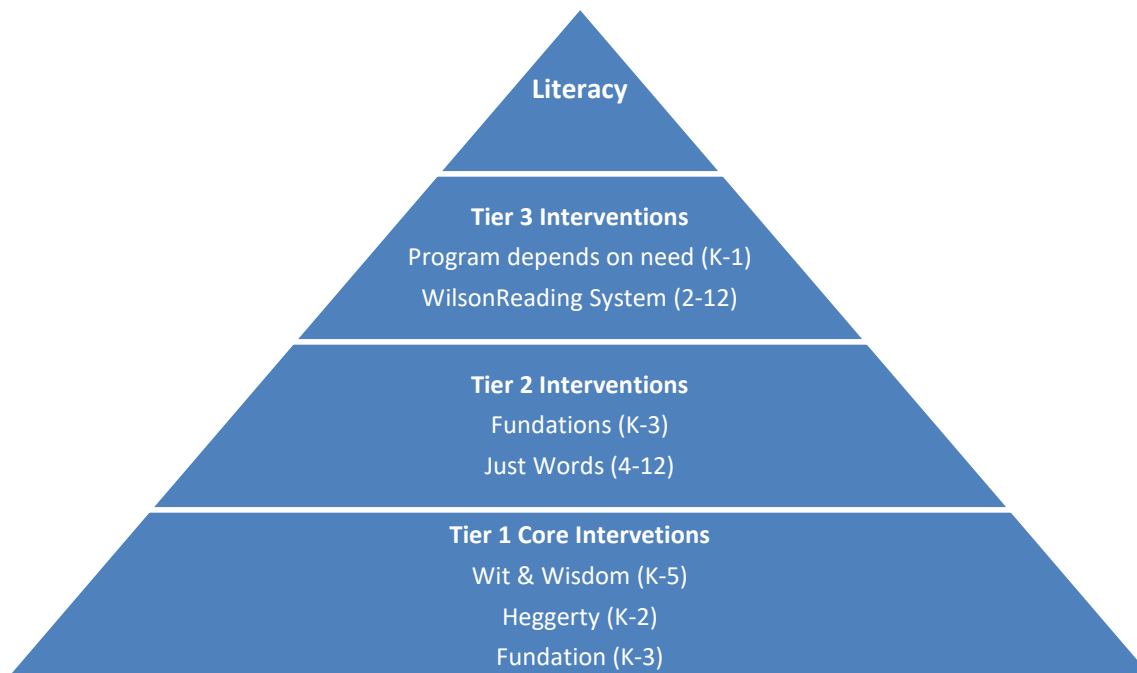 Literacy
Tier 3 Interventions
Program depends on need (K-1)
WilsonReading System (2-12)
Tier 2 Interventions
Fundations (K-3)
Just Words (4-12)
Tier 1 Core Intervetions
Wit & Wisdom (K-5)
Heggerty (K-2)
Fundation (K-3)